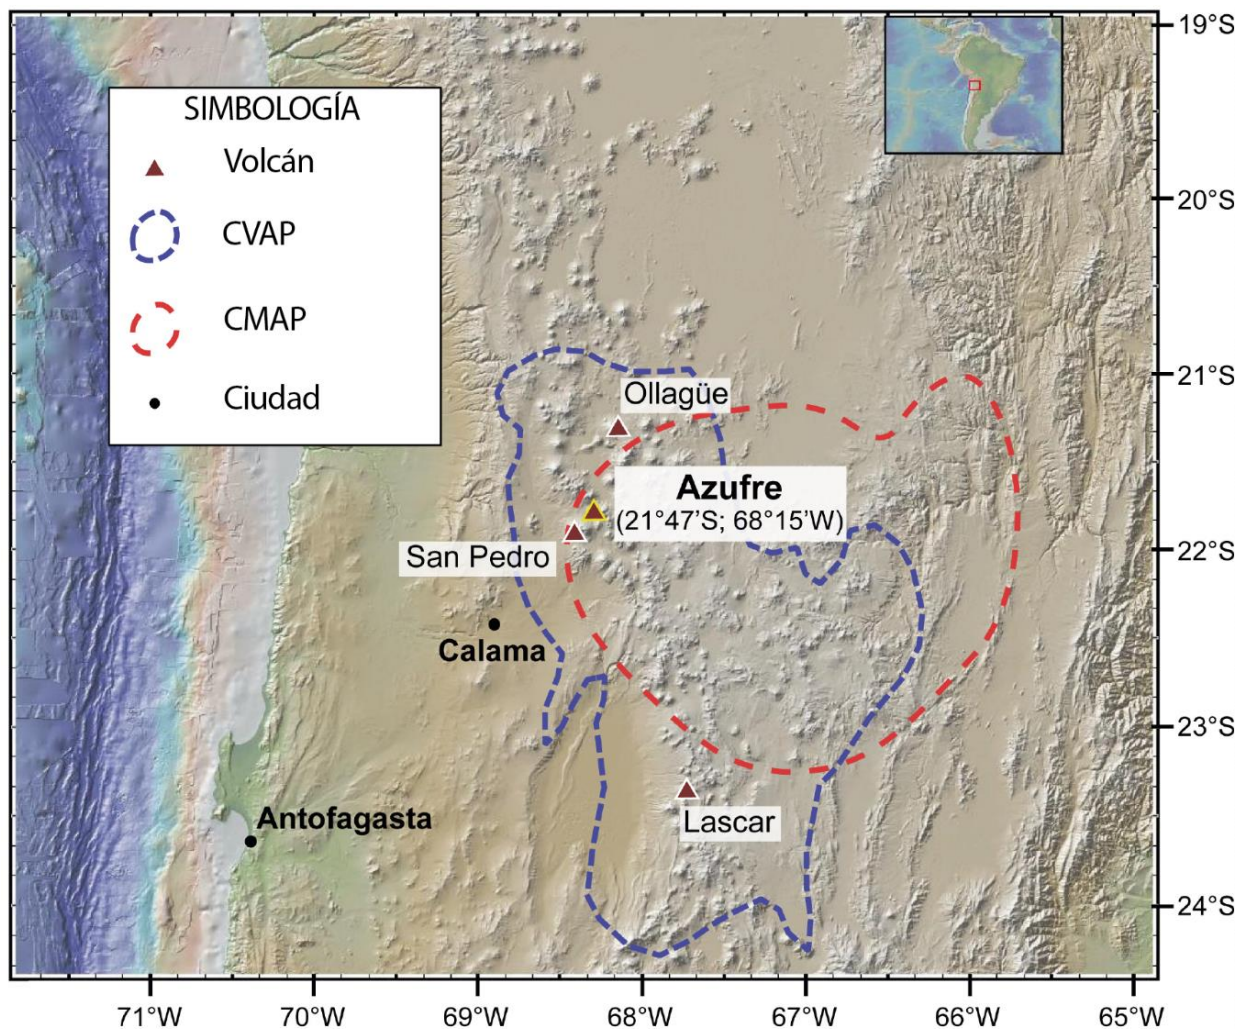 SIMBOLOGÍA
Volcán
CVAP
CMAP
Ciudad
Ollagüe
Azufre
(21°47'S; 68°15'W)
San Pedro
Calama
Antofagasta
Lascar
19°S
20°S
21°S
22°S
23°S
24°S
71°W
70°W
69°W
68°W
67°W
66°W
65°W